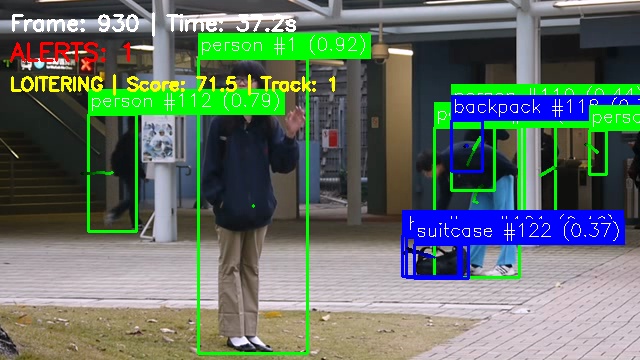 Frame: 930 | Time: 37.2s
ALERTS: 1
LOITERING | Score: 71.5 | Track: 1
person #1 (0.92)
person #112 (0.79)
backpack #118
suitcase #122 (0.37)